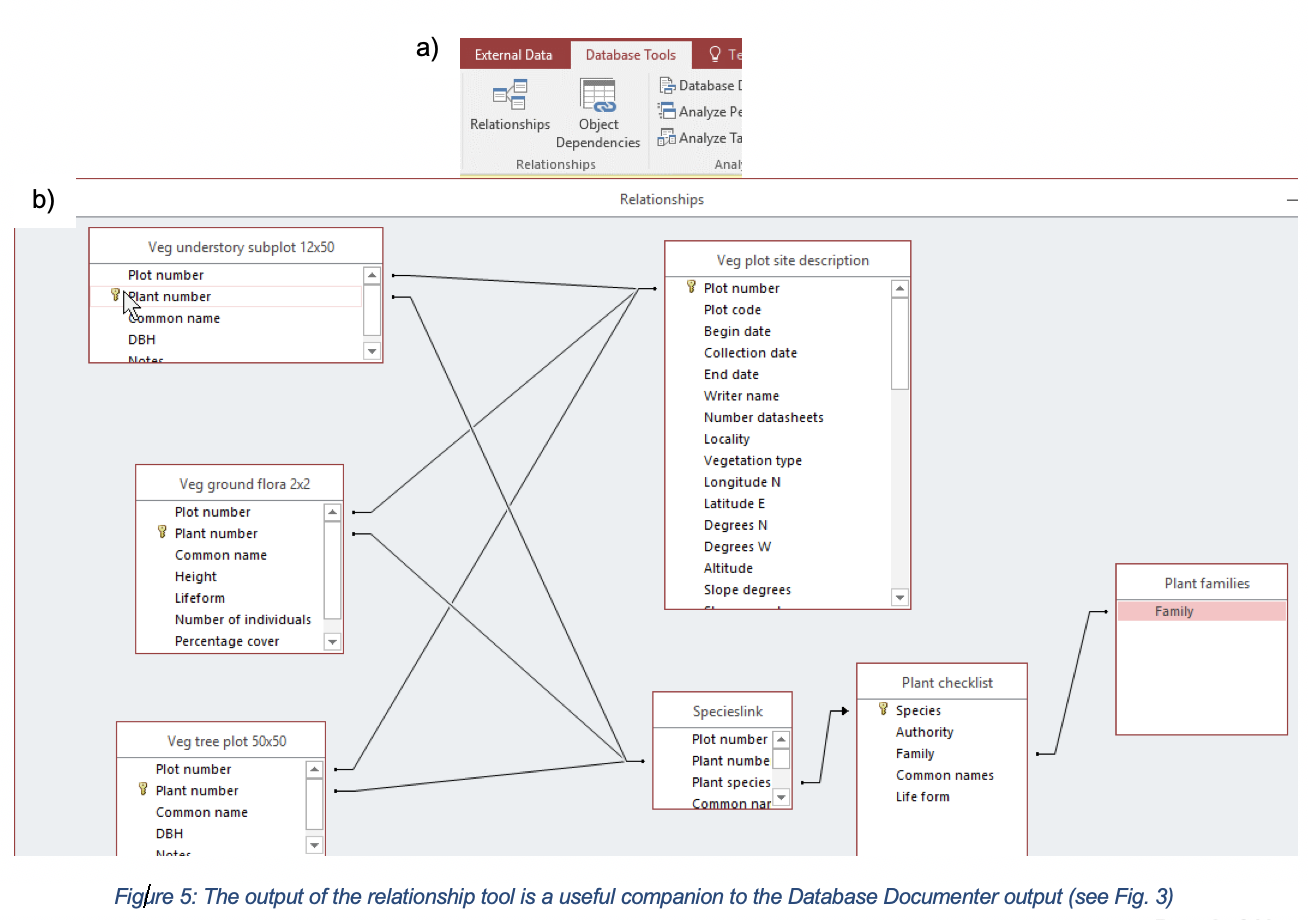 a)
External Data Database Tools Te
Relationships
Object
Dependencies
Database D
Analyze Pe
Analyze Ta
Relationships Analy
b)
Relationships
Veg understory subplot 12x50
Plot number
Plant number
Common name
DBH
Notes
Veg plot site description
Plot number
Plot code
Begin date
Collection date
End date
Writer name
Number datasheets
Locality
Vegetation type
Longitude N
Latitude E
Degrees N
Degrees W
Altitude
Slope degrees
Veg ground flora 2x2
Plot number
Plant number
Common name
Height
Lifeform
Number of individuals
Percentage cover
Plant families
Family
Veg tree plot 50x50
Plot number
Plant number
Common name
DBH
Notes
Specieslink
Plot number
Plant numbe
Plant species
Common nar
Plant checklist
Species
Authority
Family
Common names
Life form
Figure 5: The output of the relationship tool is a useful companion to the Database Documenter output (see Fig. 3)